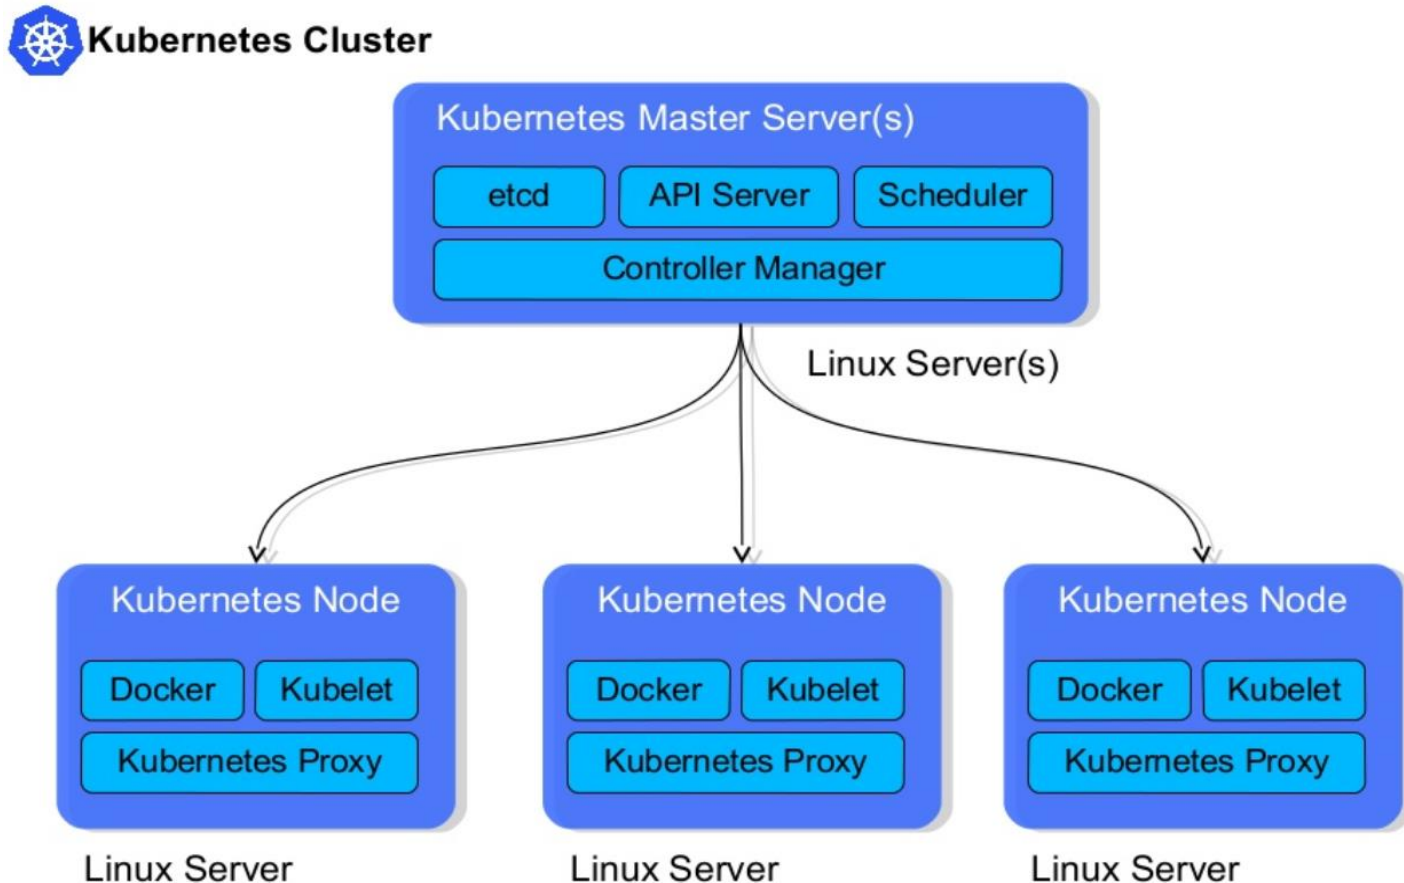 Kubernetes Cluster
Kubernetes Master Server(s)
etcd
API Server
Scheduler
Controller Manager
Linux Server(s)
Kubernetes Node
Docker
Kubelet
Kubernetes Proxy
Linux Server
Kubernetes Node
Docker
Kubelet
Kubernetes Proxy
Linux Server
Kubernetes Node
Docker
Kubelet
Kubernetes Proxy
Linux Server